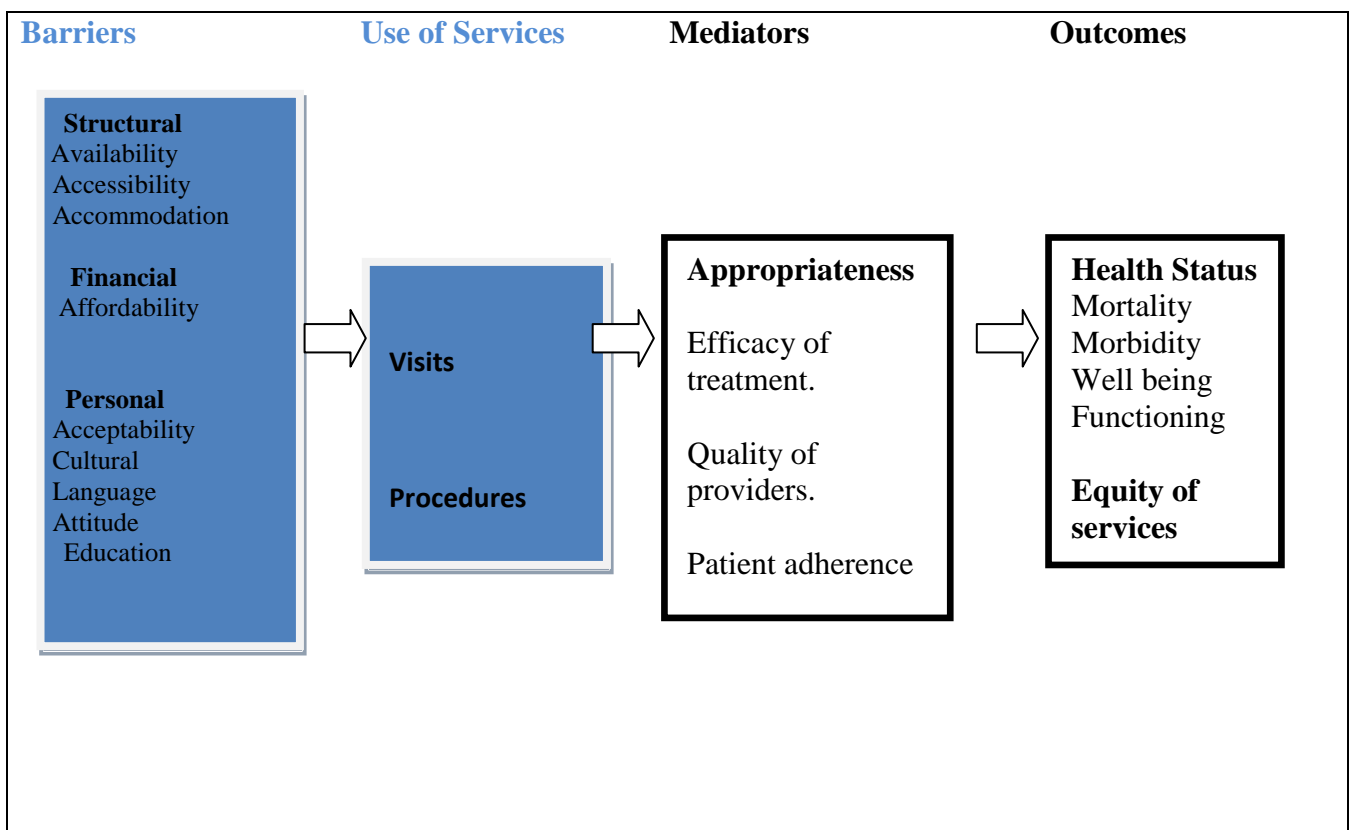 Barriers
Use of Services
Mediators
Outcomes
Structural
Availability
Accessibility
Accommodation
Financial
Affordability
Personal
Acceptability
Cultural
Language
Attitude
Education
Visits
Procedures
Appropriateness
Efficacy of
treatment.
Quality of
providers.
Patient adherence
Health Status
Mortality
Morbidity
Well being
Functioning
Equity of
services